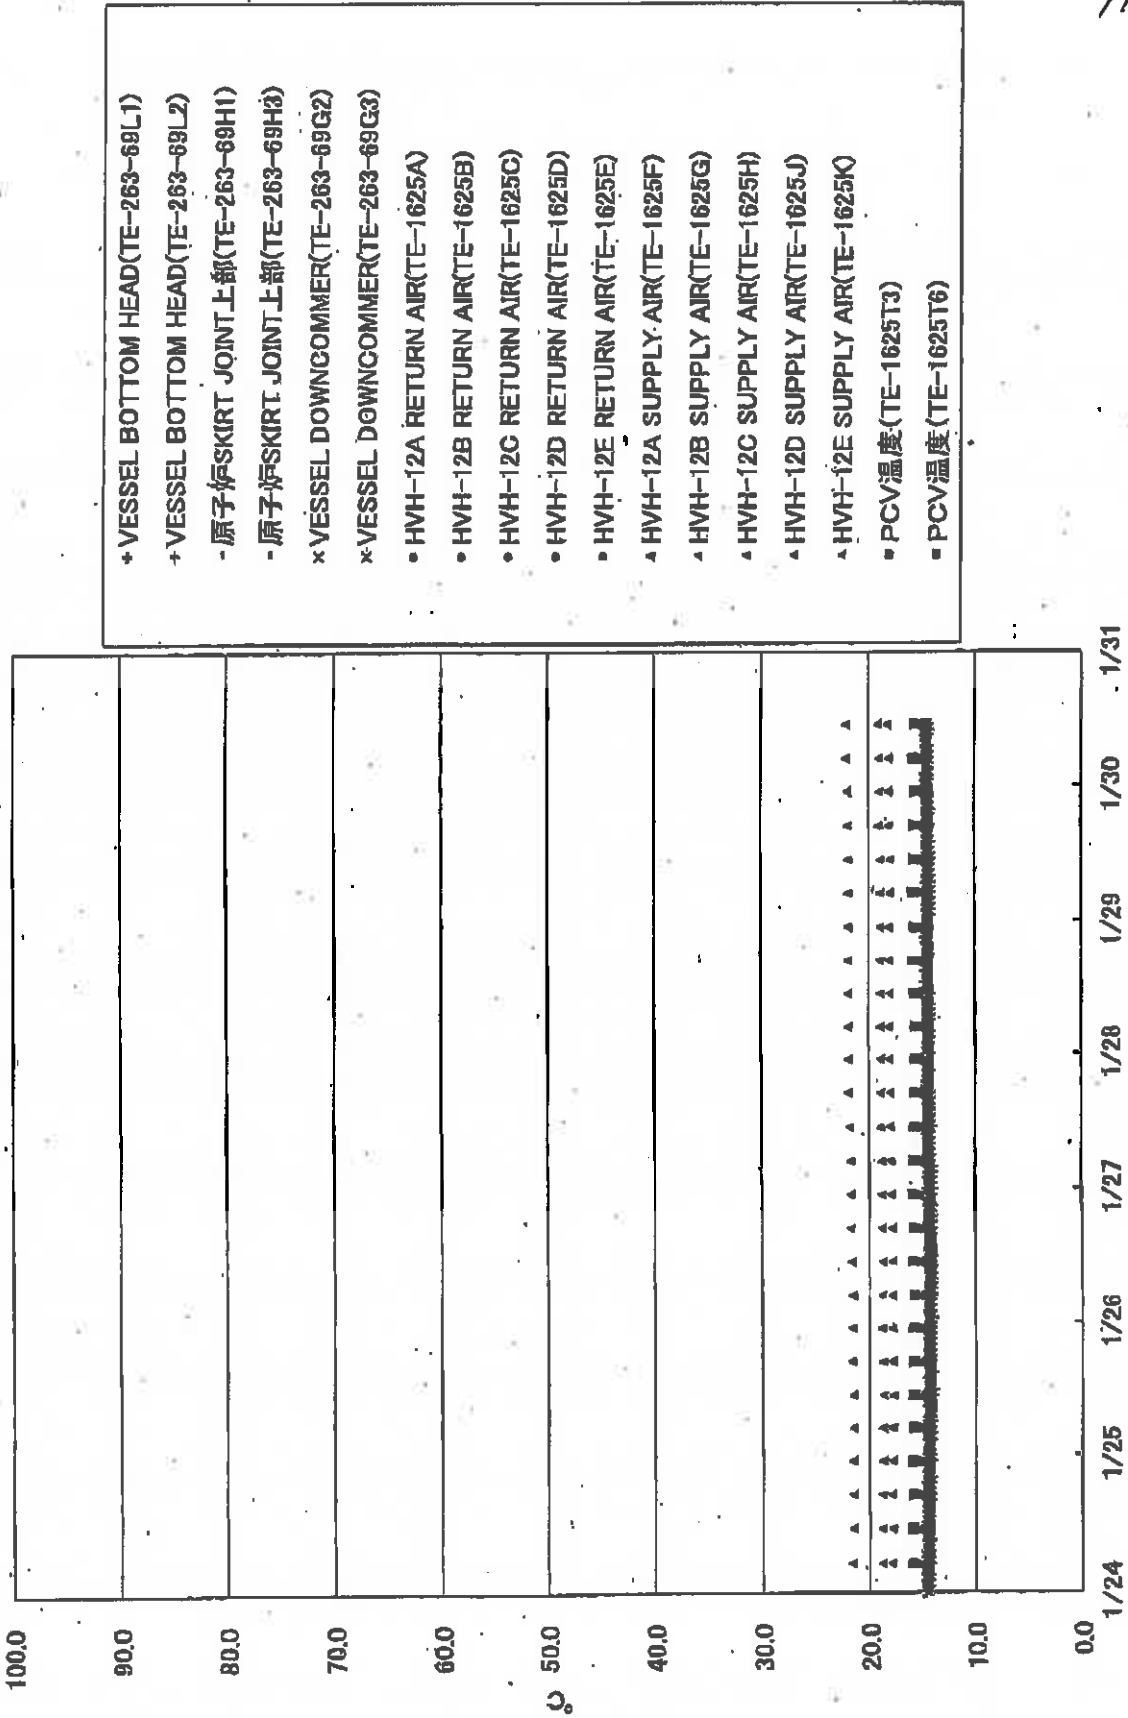 100.0
90.0
80.0
70.0
60.0
50.0
40.0
30.0
20.0
10.0
0.0
℃
1/24
1/25
1/26
1/27
1/28
1/29
1/30
1/31
+ VESSEL BOTTOM HEAD(TE-263-69L1)
+ VESSEL BOTTOM HEAD(TE-263-69L2)
- 原子炉SKIRT JOINT上部(TE-263-69H1)
- 原子炉SKIRT JOINT上部(TE-263-69H3)
× VESSEL DOWNCOMMER(TE-263-69G2)
× VESSEL DOWNCOMMER(TE-263-69G3)
● HVH-12A RETURN AIR(TE-1625A)
● HVH-12B RETURN AIR(TE-1625B)
● HVH-12C RETURN AIR(TE-1625C)
● HVH-12D RETURN AIR(TE-1625D)
● HVH-12E RETURN AIR(TE-1625E)
▲ HVH-12A SUPPLY AIR(TE-1625F)
▲ HVH-12B SUPPLY AIR(TE-1625G)
▲ HVH-12C SUPPLY AIR(TE-1625H)
▲ HVH-12D SUPPLY AIR(TE-1625J)
▲ HVH-12E SUPPLY AIR(TE-1625K)
■ PCV温度(TE-1625T3)
■ PCV温度(TE-1625T6)